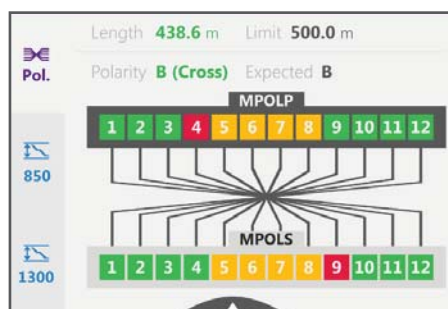 Length 438.6 m Limit 500.0 m
Pol.
Polarity B (Cross) Expected B
MPOLP
1 2 3 4 5 6 7 8 9 10 11 12
850
MPOLS
1 2 3 4 5 6 7 8 9 10 11 12
1300